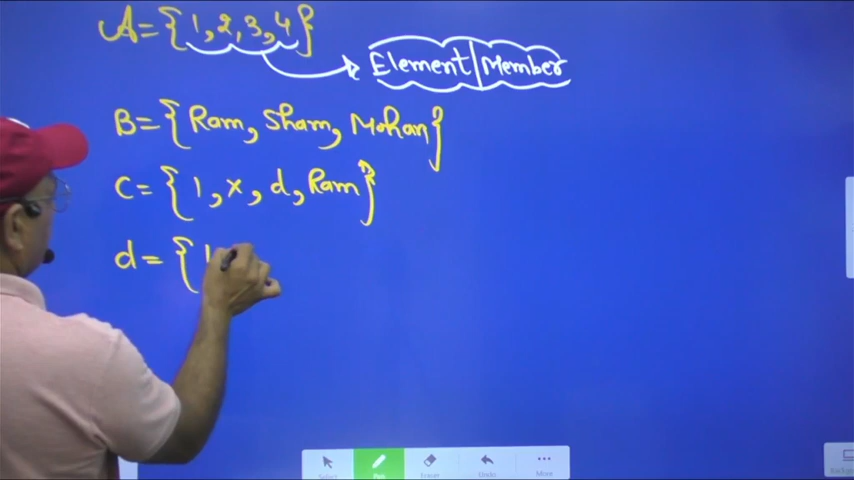 A = {1, 2, 3, 4}
Element | Member
B = {Ram, Sham, Mohan}
C = {1, x, d, Ram}
d = {1
Select
Pen
Eraser
Undo
More